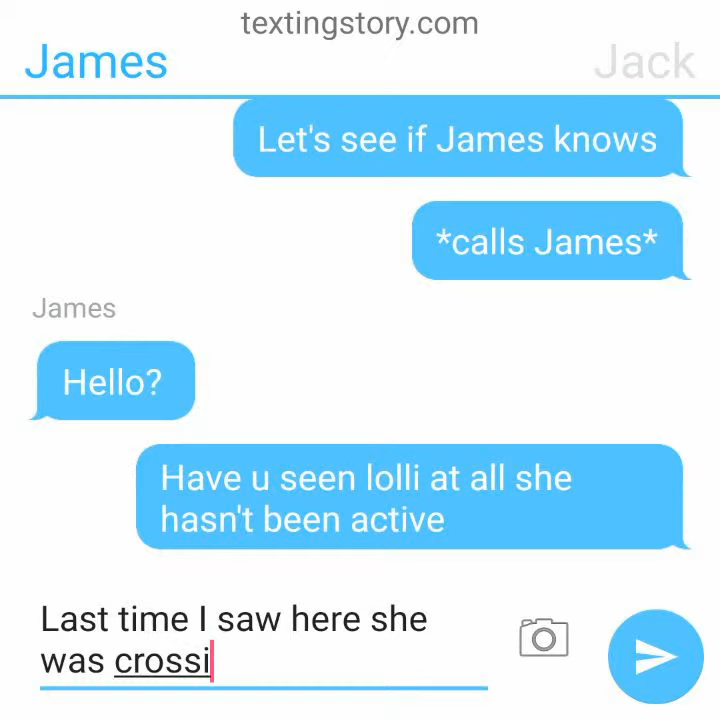 textingstory.com
James
Jack
Let's see if James knows
*calls James*
James
Hello?
Have u seen lolli at all she
hasn't been active
Last time I saw here she
was crossi